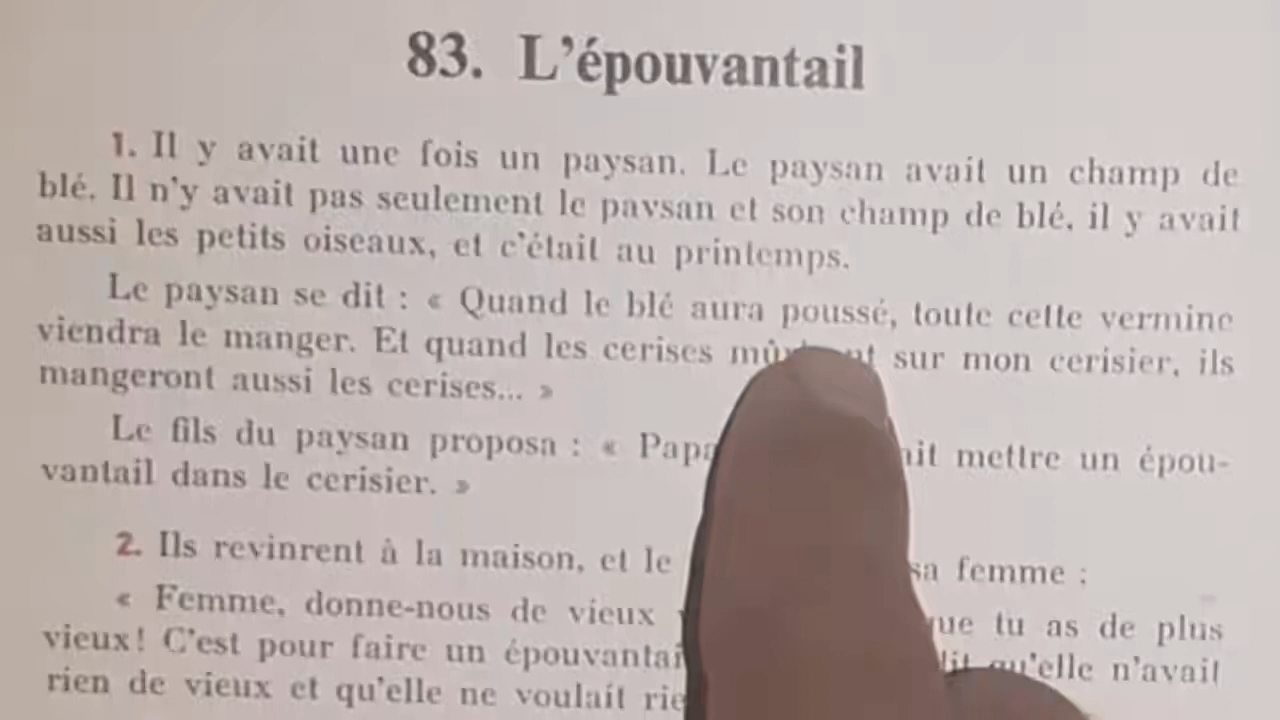 83. L'épouvantail
1. Il y avait une fois un paysan. Le paysan avait un champ de
blé. Il n'y avait pas seulement le paysan et son champ de blé, il y avait
aussi les petits oiseaux, et c'était au printemps.
Le paysan se dit : « Quand le blé aura poussé, toute cette vermine
viendra le manger. Et quand les cerises sur mon cerisier, ils
mangeront aussi les cerises... »
Le fils du paysan proposa : « mettre un épou-
vantail dans le cerisier. »
2. Ils revinrent à la maison, et le sa femme :
« Femme, donne-nous de vieux que tu as de plus
vieux! C'est pour faire un qu'elle n'avait
rien de vieux et qu'elle ne voulait